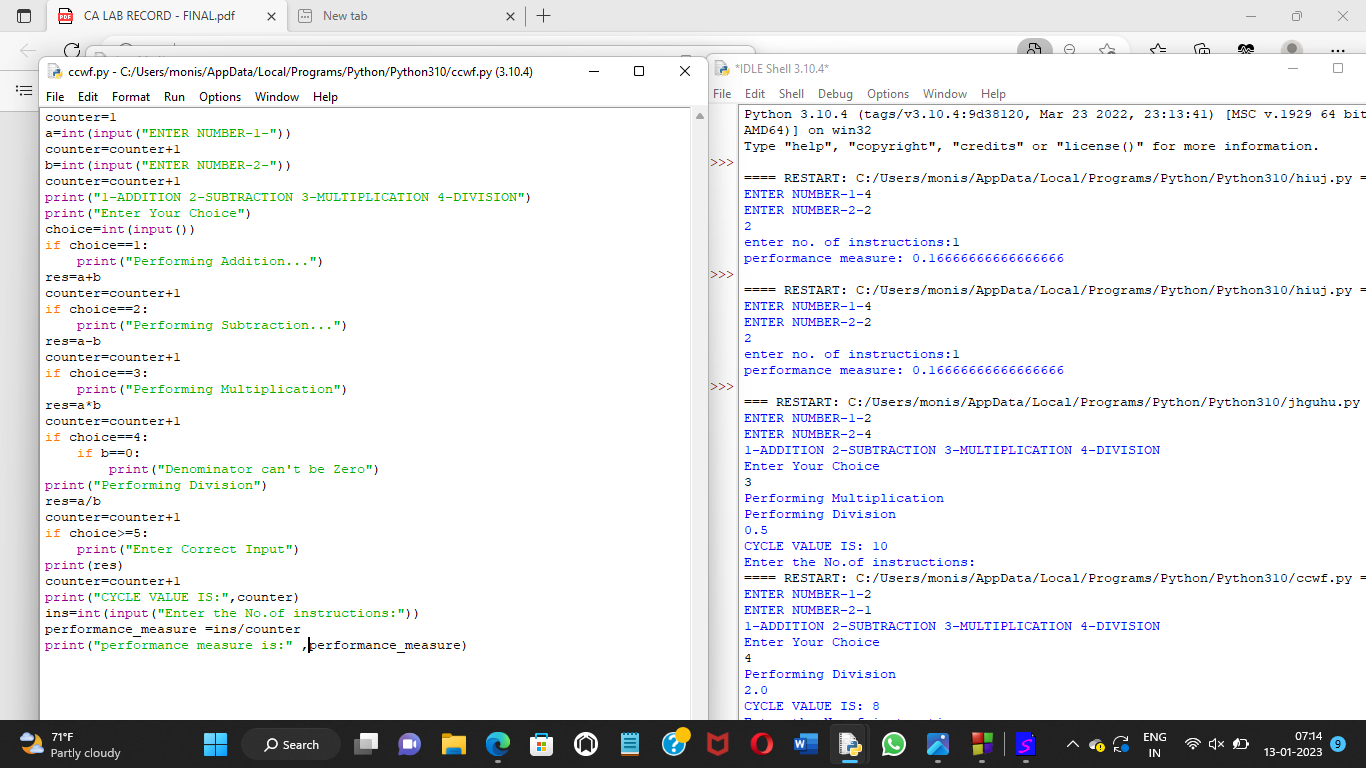 CA LAB RECORD - FINAL.pdf
New tab
ccwf.py - C:/Users/monis/AppData/Local/Programs/Python/Python310/ccwf.py (3.10.4)
File Edit Format Run Options Window Help
counter=1
a=int(input("ENTER NUMBER-1-"))
counter=counter+1
b=int(input("ENTER NUMBER-2-"))
counter=counter+1
print("1-ADDITION 2-SUBTRACTION 3-MULTIPLICATION 4-DIVISION")
print("Enter Your Choice")
choice=int(input())
if choice==1:
    print("Performing Addition...")
res=a+b
counter=counter+1
if choice==2:
    print("Performing Subtraction...")
res=a-b
counter=counter+1
if choice==3:
    print("Performing Multiplication")
res=a*b
counter=counter+1
if choice==4:
    if b==0:
        print("Denominator can't be Zero")
print("Performing Division")
res=a/b
counter=counter+1
if choice>=5:
    print("Enter Correct Input")
print(res)
counter=counter+1
print("CYCLE VALUE IS:",counter)
ins=int(input("Enter the No.of instructions:"))
performance_measure =ins/counter
print("performance measure is:" ,performance_measure)
*IDLE Shell 3.10.4*
File Edit Shell Debug Options Window Help
Python 3.10.4 (tags/v3.10.4:9d38120, Mar 23 2022, 23:13:41) [MSC v.1929 64 bit
AMD64)] on win32
Type "help", "copyright", "credits" or "license()" for more information.
>>>
==== RESTART: C:/Users/monis/AppData/Local/Programs/Python/Python310/hiuj.py =
ENTER NUMBER-1-4
ENTER NUMBER-2-2
2
enter no. of instructions:1
performance measure: 0.16666666666666666
>>>
==== RESTART: C:/Users/monis/AppData/Local/Programs/Python/Python310/hiuj.py =
ENTER NUMBER-1-4
ENTER NUMBER-2-2
2
enter no. of instructions:1
performance measure: 0.16666666666666666
>>>
=== RESTART: C:/Users/monis/AppData/Local/Programs/Python/Python310/jhguhu.py
ENTER NUMBER-1-2
ENTER NUMBER-2-4
1-ADDITION 2-SUBTRACTION 3-MULTIPLICATION 4-DIVISION
Enter Your Choice
3
Performing Multiplication
Performing Division
0.5
CYCLE VALUE IS: 10
Enter the No.of instructions:
==== RESTART: C:/Users/monis/AppData/Local/Programs/Python/Python310/ccwf.py =
ENTER NUMBER-1-2
ENTER NUMBER-2-1
1-ADDITION 2-SUBTRACTION 3-MULTIPLICATION 4-DIVISION
Enter Your Choice
4
Performing Division
2.0
CYCLE VALUE IS: 8
71°F
Partly cloudy
Search
ENG
IN
07:14
13-01-2023
9